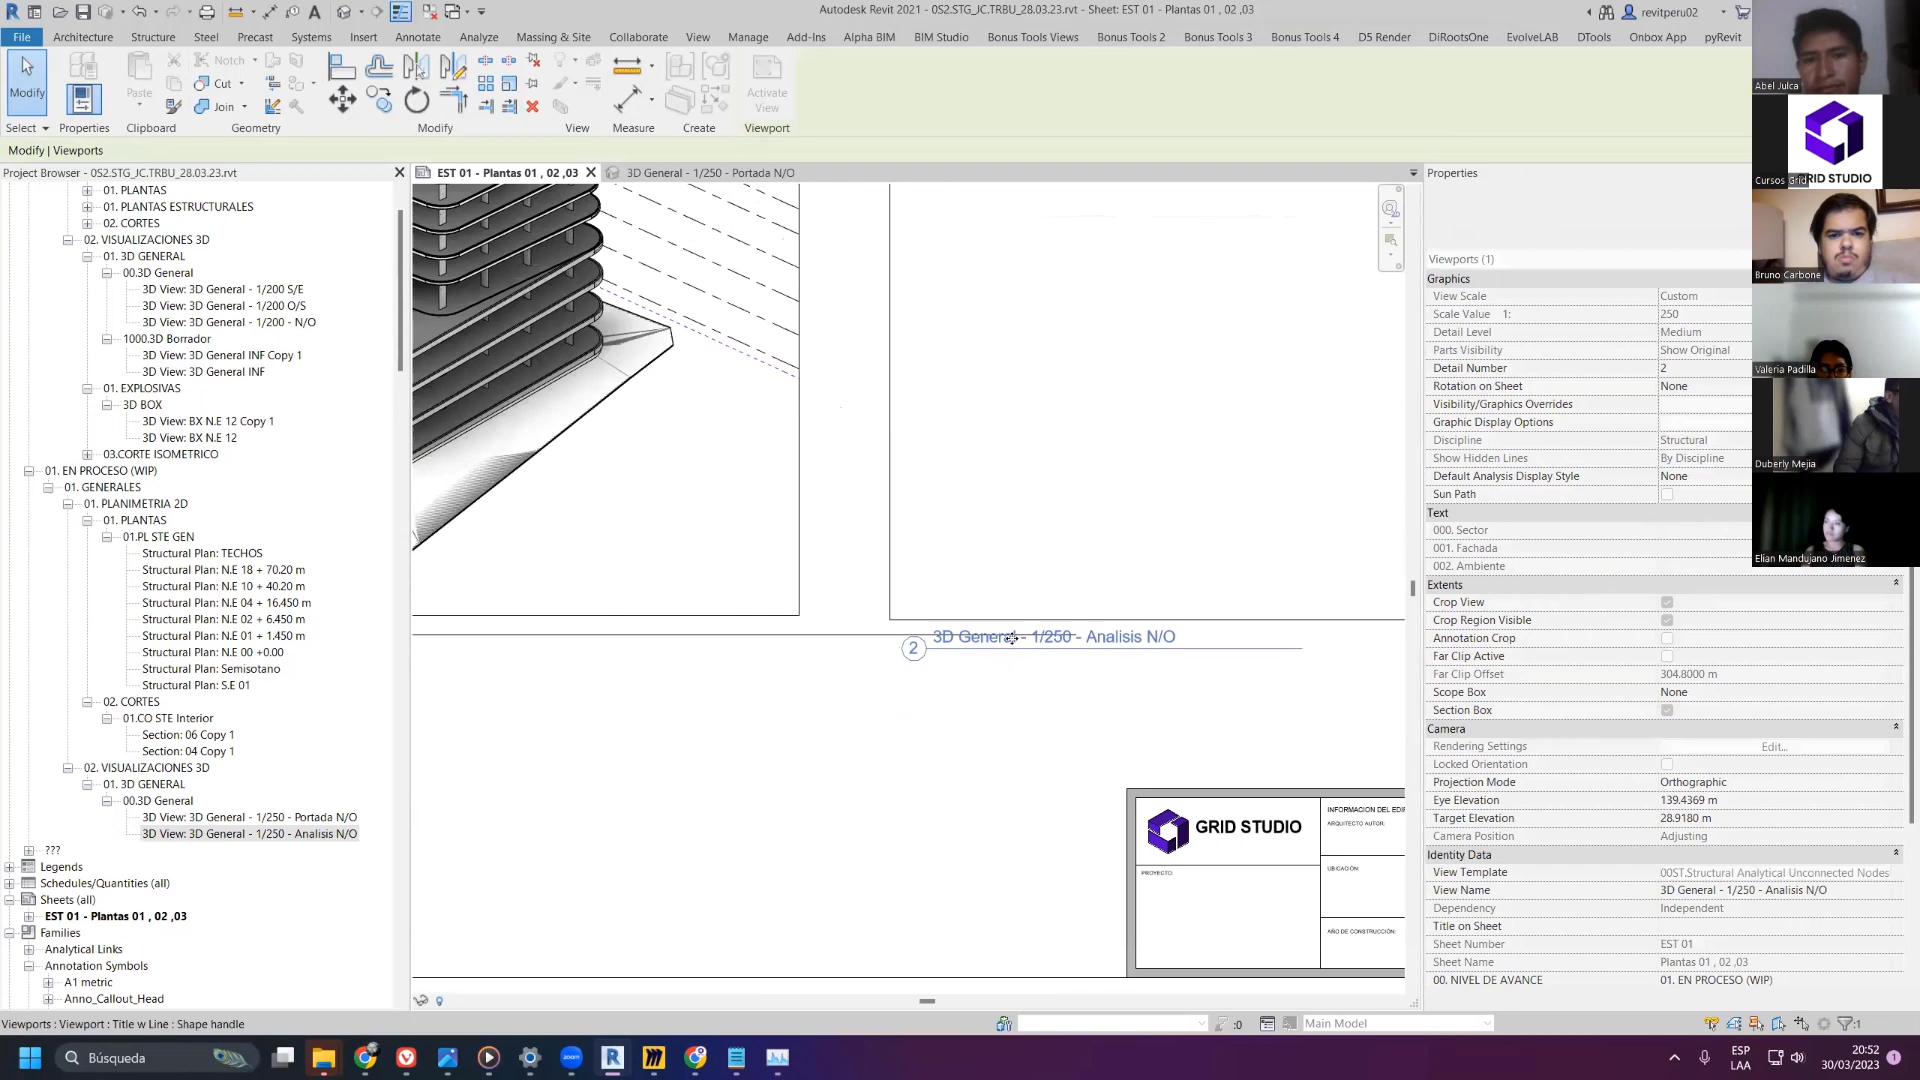 Autodesk Revit 2021 - 0S2.STG_JC.TRBU_28.03.23.rvt - Sheet: EST 01 - Plantas 01 , 02 ,03
revitperu02
File Architecture Structure Steel Precast Systems Insert Annotate Analyze Massing & Site Collaborate View Manage Add-Ins Alpha BIM BIM Studio Bonus Tools Views Bonus Tools 2 Bonus Tools 3 Bonus Tools 4 D5 Render DiRootsOne EvolveLAB DTools Onbox App pyRevit
Modify
Paste
Notch
Cut
Join
Activate
View
Select Properties Clipboard Geometry Modify View Measure Create Viewport
Modify | Viewports
Project Browser - 0S2.STG_JC.TRBU_28.03.23.rvt
EST 01 - Plantas 01 , 02 ,03
3D General - 1/250 - Portada N/O
01. PLANTAS
01. PLANTAS ESTRUCTURALES
02. CORTES
02. VISUALIZACIONES 3D
01. 3D GENERAL
00.3D General
3D View: 3D General - 1/200 S/E
3D View: 3D General - 1/200 O/S
3D View: 3D General - 1/200 - N/O
1000.3D Borrador
3D View: 3D General INF Copy 1
3D View: 3D General INF
01. EXPLOSIVAS
3D BOX
3D View: BX N.E 12 Copy 1
3D View: BX N.E 12
03.CORTE ISOMETRICO
01. EN PROCESO (WIP)
01. GENERALES
01. PLANIMETRIA 2D
01. PLANTAS
01.PL STE GEN
Structural Plan: TECHOS
Structural Plan: N.E 18 + 70.20 m
Structural Plan: N.E 10 + 40.20 m
Structural Plan: N.E 04 + 16.450 m
Structural Plan: N.E 02 + 6.450 m
Structural Plan: N.E 01 + 1.450 m
Structural Plan: N.E 00 +0.00
Structural Plan: Semisotano
Structural Plan: S.E 01
02. CORTES
01.CO STE Interior
Section: 06 Copy 1
Section: 04 Copy 1
02. VISUALIZACIONES 3D
01. 3D GENERAL
00.3D General
3D View: 3D General - 1/250 - Portada N/O
3D View: 3D General - 1/250 - Analisis N/O
???
Legends
Schedules/Quantities (all)
Sheets (all)
EST 01 - Plantas 01 , 02 ,03
Families
Analytical Links
Annotation Symbols
A1 metric
Anno_Callout_Head
2
3D General - 1/250 - Analisis N/O
GRID STUDIO
PROYECTO:
INFORMACION DEL EDIF
ARQUITECTO AUTOR:
UBICACIÓN:
AÑO DE CONSTRUCCIÓN:
Properties
Viewports (1)
Graphics
View Scale Custom
Scale Value 1: 250
Detail Level Medium
Parts Visibility Show Original
Detail Number 2
Rotation on Sheet None
Visibility/Graphics Overrides
Graphic Display Options
Discipline Structural
Show Hidden Lines By Discipline
Default Analysis Display Style None
Sun Path
Text
000. Sector
001. Fachada
002. Ambiente
Extents
Crop View
Crop Region Visible
Annotation Crop
Far Clip Active
Far Clip Offset 304.8000 m
Scope Box None
Section Box
Camera
Rendering Settings Edit...
Locked Orientation
Projection Mode Orthographic
Eye Elevation 139.4369 m
Target Elevation 28.9180 m
Camera Position Adjusting
Identity Data
View Template 00ST.Structural Analytical Unconnected Nodes
View Name 3D General - 1/250 - Analisis N/O
Dependency Independent
Title on Sheet
Sheet Number EST 01
Sheet Name Plantas 01 , 02 ,03
00. NIVEL DE AVANCE 01. EN PROCESO (WIP)
Abel Julca
GRID STUDIO
Cursos Grid
Bruno Carbone
Valeria Padilla
Duberly Mejia
Elian Mandujano Jimenez
Viewports : Viewport : Title w Line : Shape handle
:0
Main Model
:1
Búsqueda
zoom
ESP
LAA
20:52
30/03/2023
1